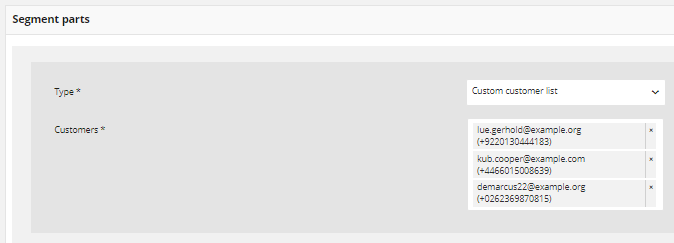 Segment parts
Type *
Custom customer list
Customers *
lue.gerhold@example.org ×
(+9220130444183)
kub.cooper@example.com ×
(+4466015008639)
demarcus22@example.org ×
(+0262369870815)